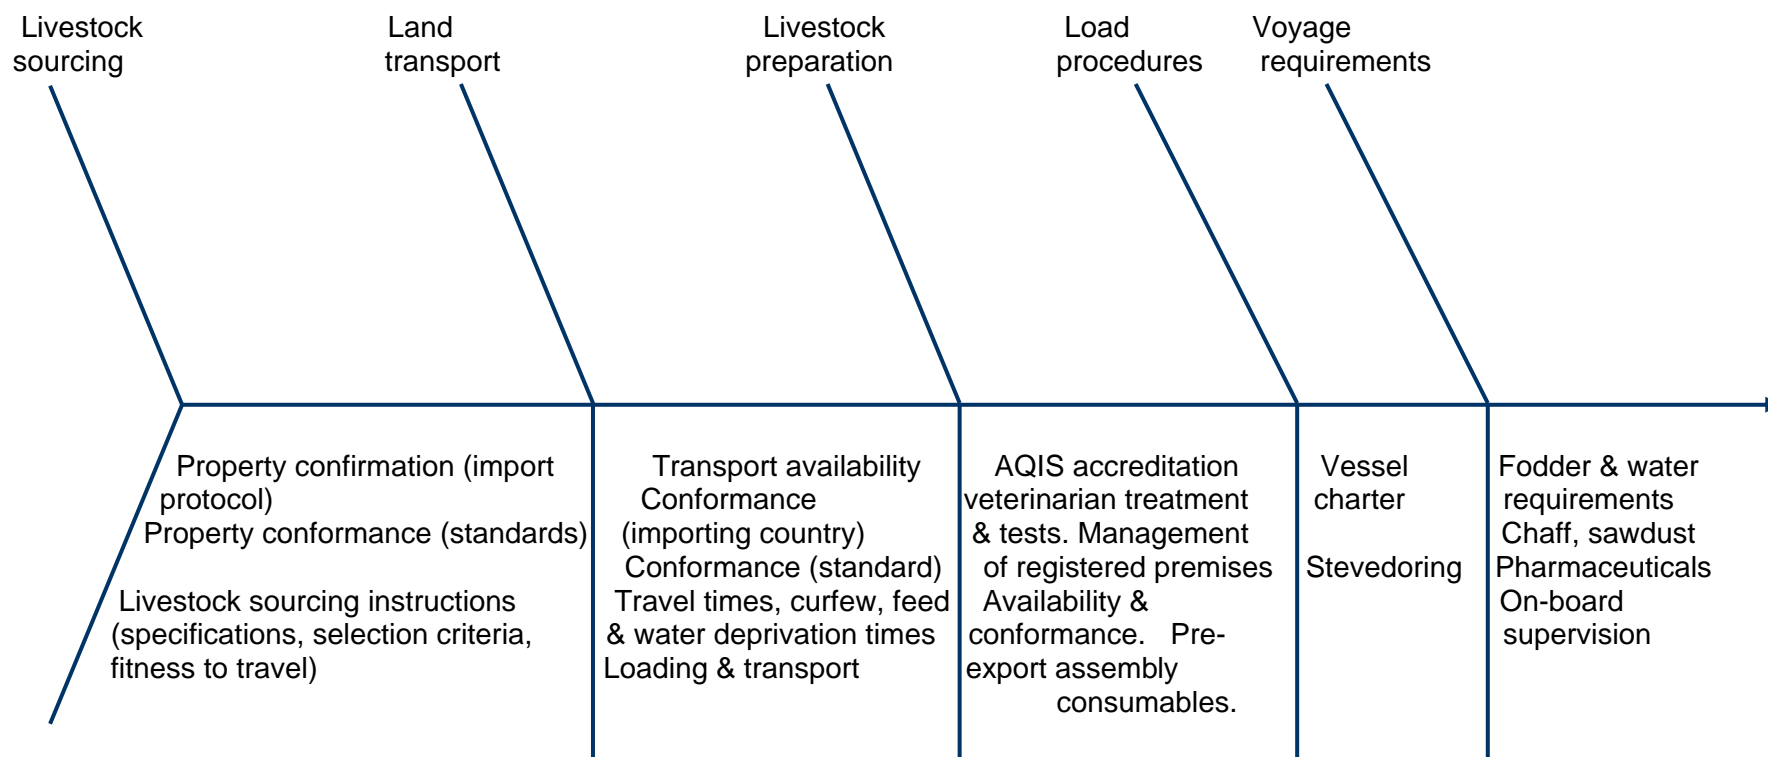 Livestock
sourcing
Land
transport
Livestock
preparation
Load
procedures
Voyage
requirements
Property confirmation (import
protocol)
Property conformance (standards)
Livestock sourcing instructions
(specifications, selection criteria,
fitness to travel)
Transport availability
Conformance
(importing country)
Conformance (standard)
Travel times, curfew, feed
& water deprivation times
Loading & transport
AQIS accreditation
veterinarian treatment
& tests. Management
of registered premises
Availability &
conformance. Pre-
export assembly
consumables.
Vessel
charter
Stevedoring
Fodder & water
requirements
Chaff, sawdust
Pharmaceuticals
On-board
supervision